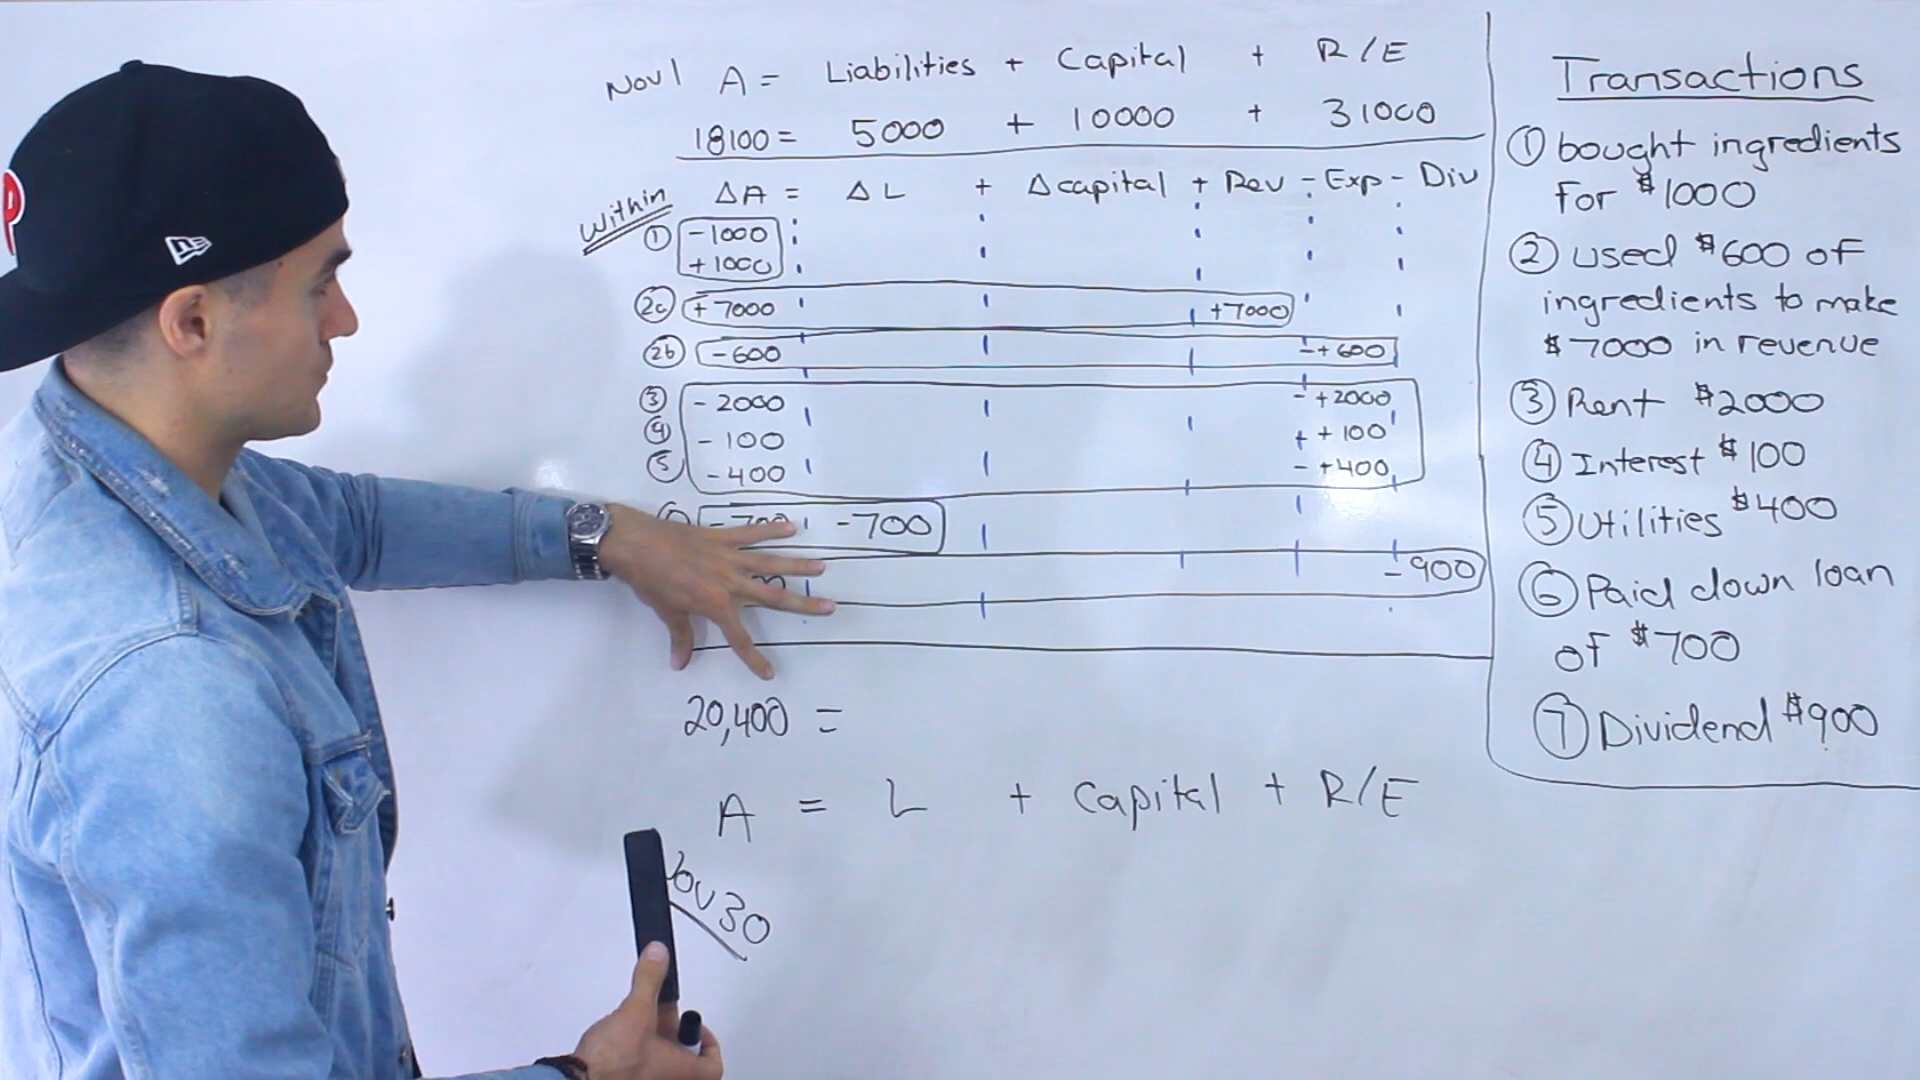 Nov 1 A = Liabilities + Capital + R/E
18100 = 5000 + 10000 + 31000
Within ΔA = ΔL + Δcapital + Rev - Exp - Div
① -1000
+1000
2a +7000 +7000
2b -600 -+600
③ -2000 -+2000
④ -100 ++100
⑤ -400 -+400
-700 -700
-900
20,400 =
A = L + Capital + R/E
Nov 30
Transactions
① bought ingredients
for $1000
② used $600 of
ingredients to make
$7000 in revenue
③ Rent $2000
④ Interest $100
⑤ Utilities $400
⑥ Paid down loan
of $700
⑦ Dividend $900